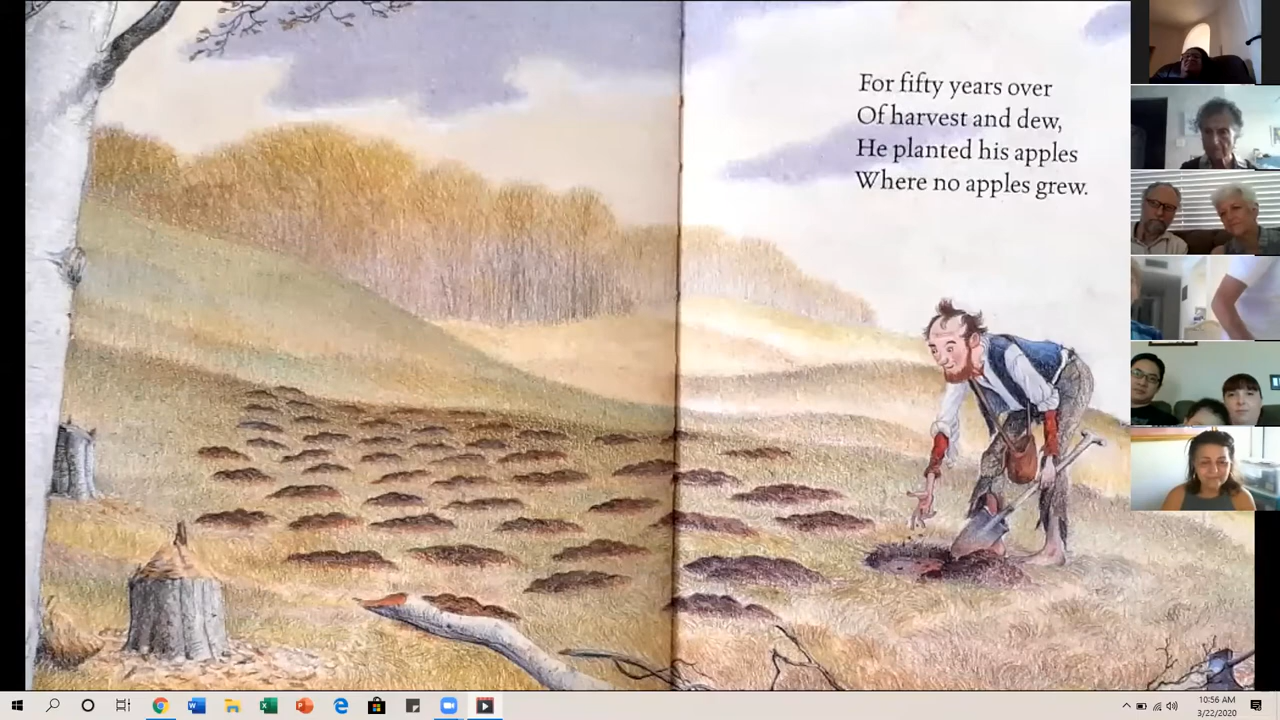 For fifty years over
Of harvest and dew,
He planted his apples
Where no apples grew.
10:56 AM
3/22/2020